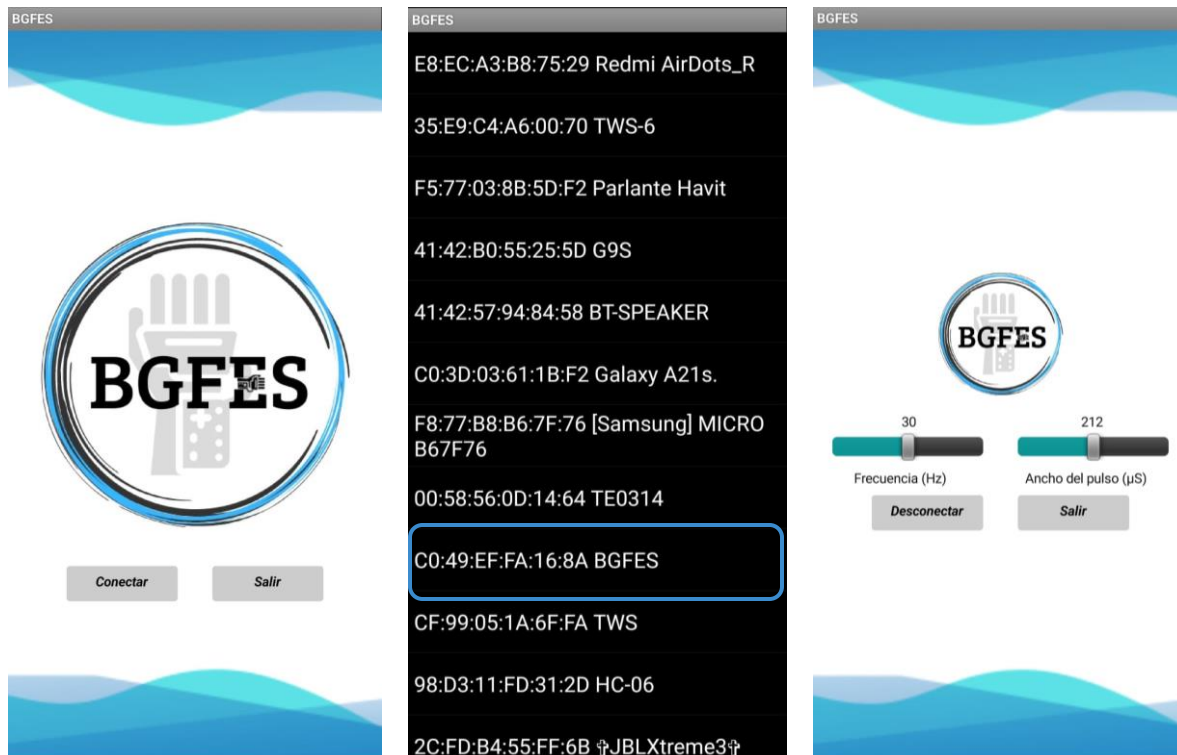 BGFES
BGFES
Conectar
Salir
BGFES
E8:EC:A3:B8:75:29 Redmi AirDots_R
35:E9:C4:A6:00:70 TWS-6
F5:77:03:8B:5D:F2 Parlante Havit
41:42:B0:55:25:5D G9S
41:42:57:94:84:58 BT-SPEAKER
C0:3D:03:61:1B:F2 Galaxy A21s.
F8:77:B8:B6:7F:76 [Samsung] MICRO
B67F76
00:58:56:0D:14:64 TE0314
C0:49:EF:FA:16:8A BGFES
CF:99:05:1A:6F:FA TWS
98:D3:11:FD:31:2D HC-06
2C:FD:B4:55:FF:6B ✞JBLXtreme3✞
BGFES
BGFES
30
212
Frecuencia (Hz)
Ancho del pulso (µS)
Desconectar
Salir